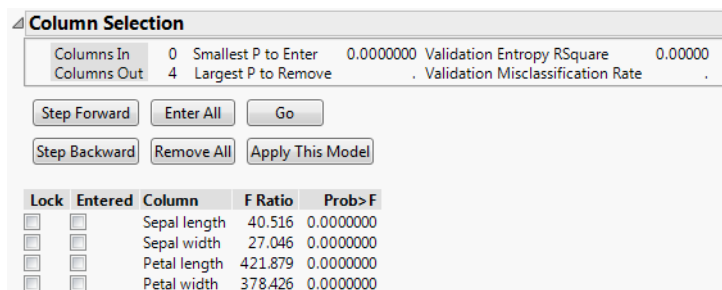 Column Selection
Columns In 0 Smallest P to Enter 0.0000000 Validation Entropy RSquare 0.00000
Columns Out 4 Largest P to Remove . Validation Misclassification Rate .
Step Forward Enter All Go
Step Backward Remove All Apply This Model
Lock Entered Column F Ratio Prob>F
Sepal length 40.516 0.0000000
Sepal width 27.046 0.0000000
Petal length 421.879 0.0000000
Petal width 378.426 0.0000000